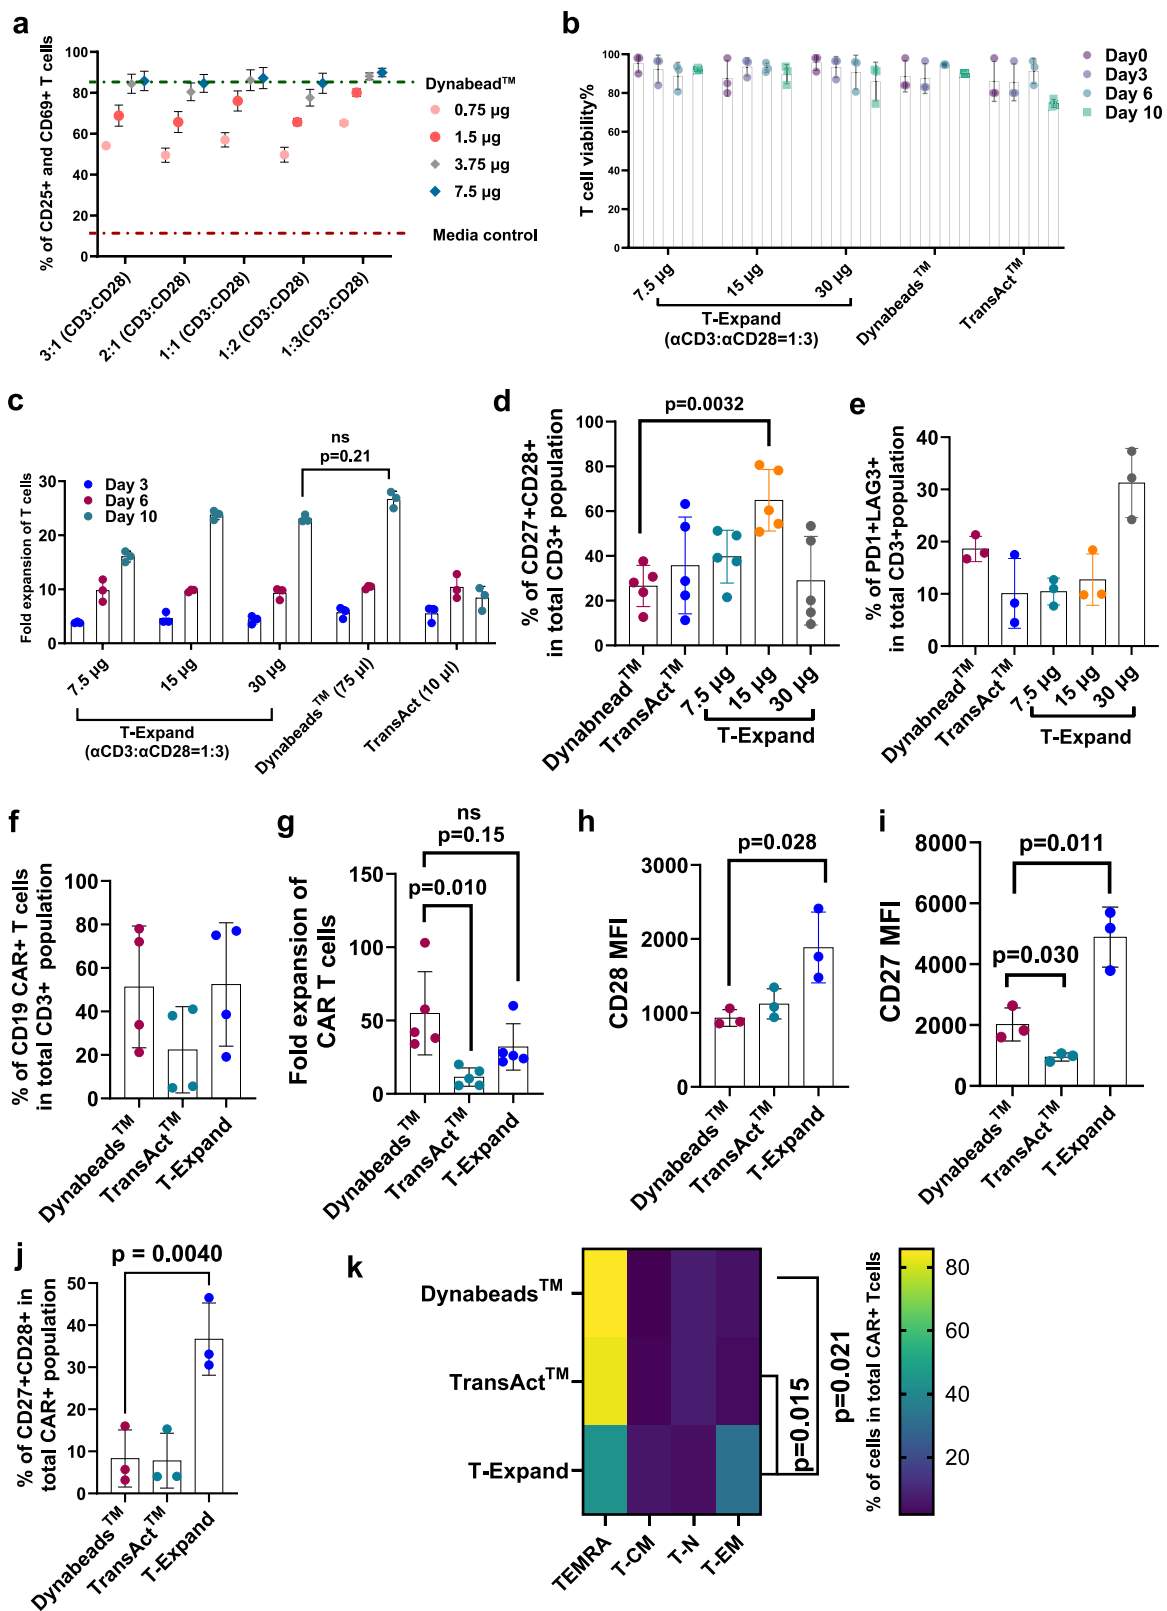 a
% of CD25+ and CD69+ T cells
100
80
60
40
20
0
Dynabead™
0.75 µg
1.5 µg
3.75 µg
7.5 µg
Media control
3:1 (CD3:CD28)
2:1 (CD3:CD28)
1:1 (CD3:CD28)
1:2 (CD3:CD28)
1:3(CD3:CD28)
b
T cell viability%
100
80
60
40
20
0
Day0
Day3
Day 6
Day 10
7.5 µg
15 µg
30 µg
Dynabeads™
TransAct™
T-Expand
(αCD3:αCD28=1:3)
c
Fold expansion of T cells
30
20
10
0
Day 3
Day 6
Day 10
ns
p=0.21
7.5 µg
15 µg
30 µg
Dynabeads™ (75 µl)
TransAct (10 µl)
T-Expand
(αCD3:αCD28=1:3)
d
% of CD27+CD28+
in total CD3+ population
100
80
60
40
20
0
p=0.0032
Dynabnead™
TransAct™
7.5 µg
15 µg
30 µg
T-Expand
e
% of PD1+LAG3+
in total CD3+population
40
30
20
10
0
Dynabnead™
TransAct™
7.5 µg
15 µg
30 µg
T-Expand
f
% of CD19 CAR+ T cells
in total CD3+ population
100
80
60
40
20
0
Dynabeads™
TransAct™
T-Expand
g
Fold expansion of
CAR T cells
150
100
50
0
ns
p=0.15
p=0.010
Dynabeads™
TransAct™
T-Expand
h
CD28 MFI
3000
2000
1000
0
p=0.028
Dynabeads™
TransAct™
T-Expand
i
CD27 MFI
8000
6000
4000
2000
0
p=0.011
p=0.030
Dynabeads™
TransAct™
T-Expand
j
% of CD27+CD28+ in
total CAR+ population
50
40
30
20
10
0
p = 0.0040
Dynabeads™
TransAct™
T-Expand
k
Dynabeads™
TransAct™
T-Expand
TEMRA
T-CM
T-N
T-EM
p=0.015
p=0.021
% of cells in total CAR+ Tcells
80
60
40
20